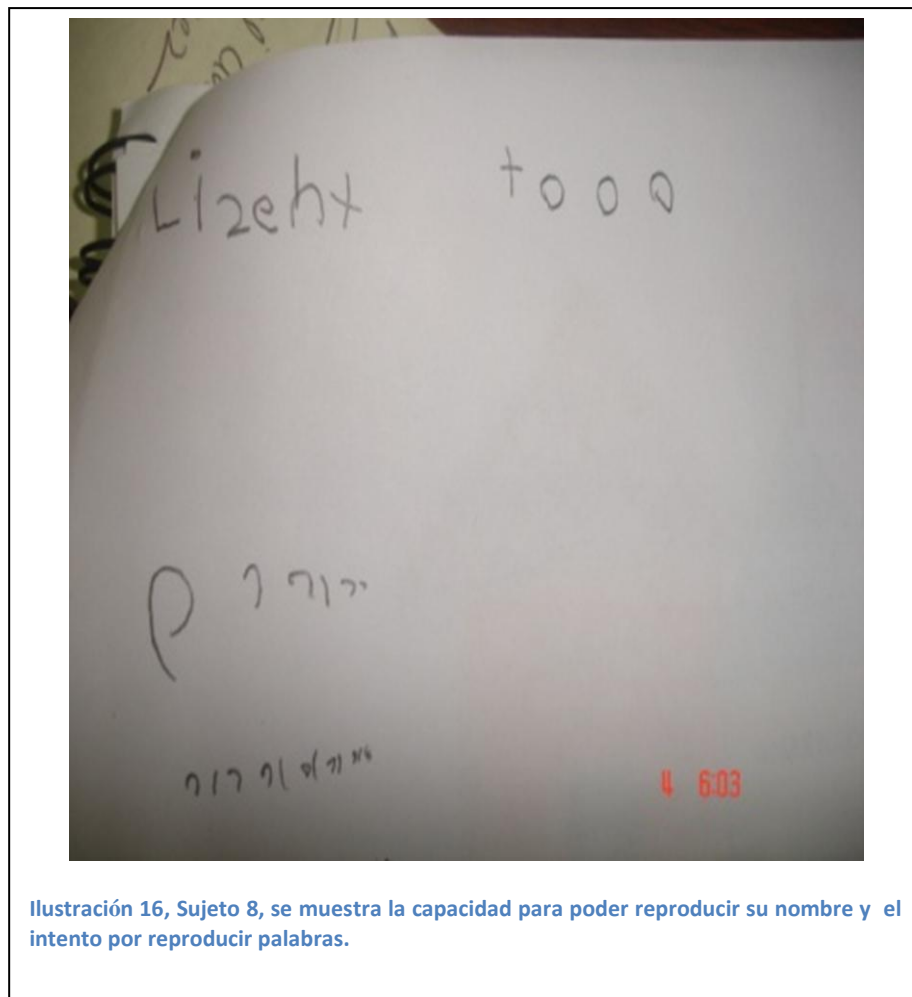 Lizeht tooo
P
4 6:03
Ilustración 16, Sujeto 8, se muestra la capacidad para poder reproducir su nombre y el
intento por reproducir palabras.